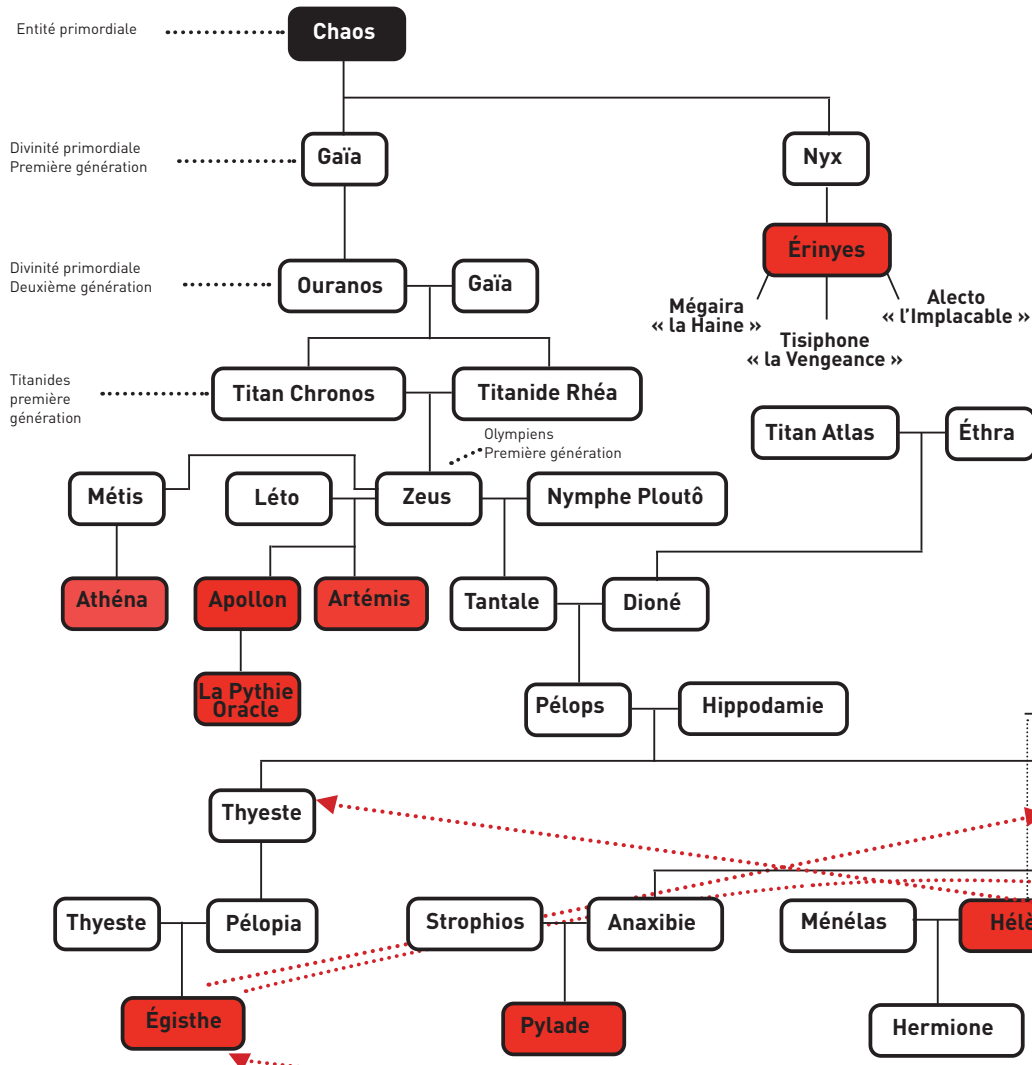 Entité primordiale
Chaos
Divinité primordiale
Première génération
Gaïa
Nyx
Érinyes
Divinité primordiale
Deuxième génération
Ouranos
Gaïa
Mégaira
« la Haine »
Tisiphone
« la Vengeance »
Alecto
« l'Implacable »
Titanides
première
génération
Titan Chronos
Titanide Rhéa
Olympiens
Première génération
Titan Atlas
Éthra
Métis
Léto
Zeus
Nymphe Ploutô
Athéna
Apollon
Artémis
Tantale
Dioné
La Pythie
Oracle
Pélops
Hippodamie
Thyeste
Thyeste
Pélopia
Strophios
Anaxibie
Ménélas
Hélè
Égisthe
Pylade
Hermione